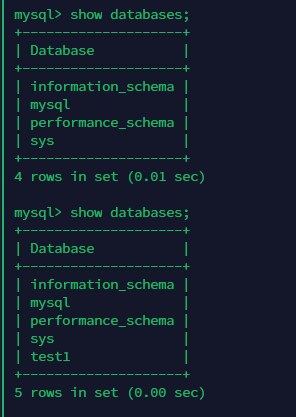 mysql> show databases;
+--------------------+
| Database           |
+--------------------+
| information_schema |
| mysql              |
| performance_schema |
| sys                |
+--------------------+
4 rows in set (0.01 sec)

mysql> show databases;
+--------------------+
| Database           |
+--------------------+
| information_schema |
| mysql              |
| performance_schema |
| sys                |
| test1              |
+--------------------+
5 rows in set (0.00 sec)